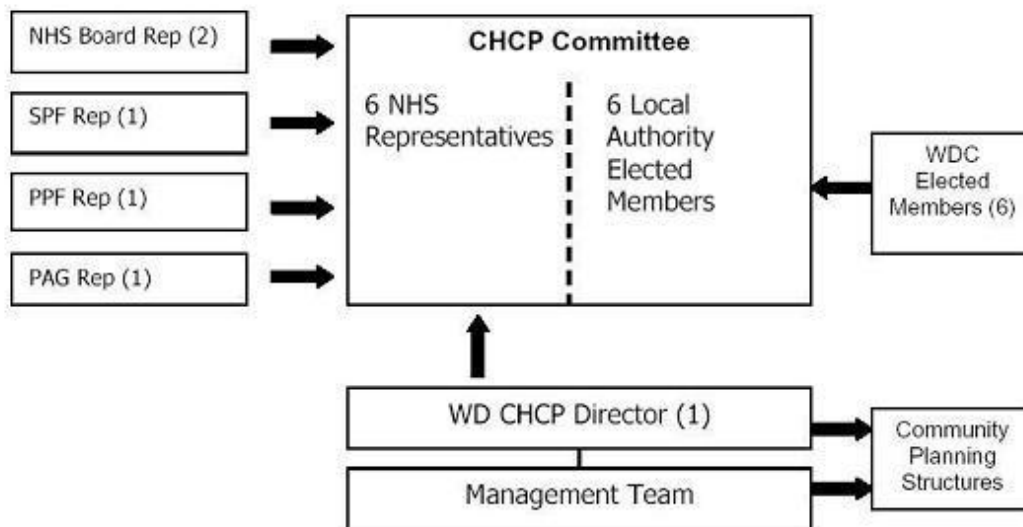 NHS Board Rep (2)
SPF Rep (1)
PPF Rep (1)
PAG Rep (1)
CHCP Committee
6 NHS
Representatives
6 Local
Authority
Elected
Members
WDC
Elected
Members (6)
WD CHCP Director (1)
Management Team
Community
Planning
Structures